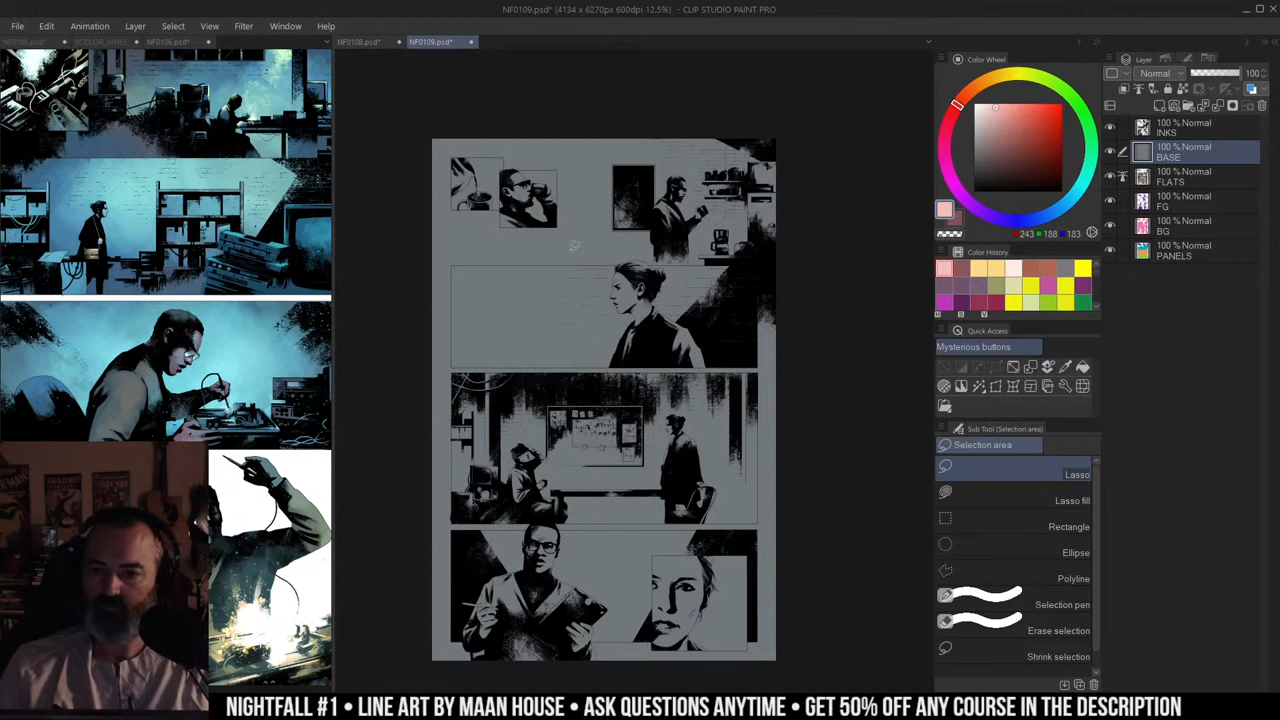 NF0109.psd* (4134 x 6270px 600dpi 12.5%) - CLIP STUDIO PAINT PRO
File Edit Animation Layer Select View Filter Window Help
NF0106.psd* NF0108.psd* NF0109.psd*
Color Wheel
243 188 183
Color History
H S V
Quick Access
Mysterious buttons
Sub Tool [Selection area]
Selection area
Lasso
Lasso fill
Rectangle
Ellipse
Polyline
Selection pen
Erase selection
Shrink selection
Layer
Normal 100
100 % Normal
INKS
100 % Normal
BASE
100 % Normal
FLATS
100 % Normal
FG
100 % Normal
BG
100 % Normal
PANELS
NIGHTFALL #1 • LINE ART BY MAAN HOUSE • ASK QUESTIONS ANYTIME • GET 50% OFF ANY COURSE IN THE DESCRIPTION